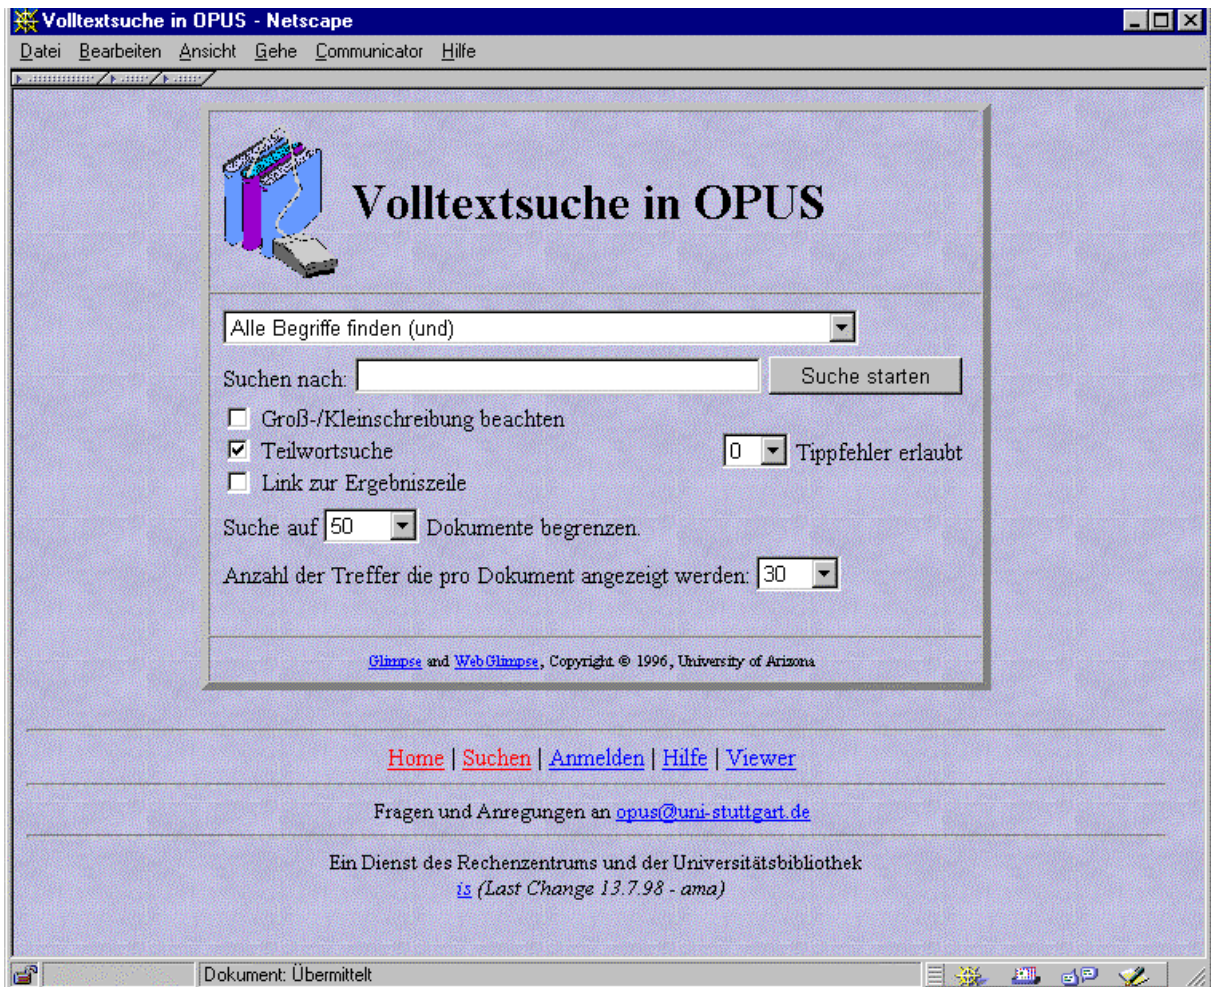 Volltextsuche in OPUS - Netscape
Datei Bearbeiten Ansicht Gehe Communicator Hilfe
Volltextsuche in OPUS
Alle Begriffe finden (und)
Suchen nach: Suche starten
Groß-/Kleinschreibung beachten
Teilwortsuche 0 Tippfehler erlaubt
Link zur Ergebniszeile
Suche auf 50 Dokumente begrenzen.
Anzahl der Treffer die pro Dokument angezeigt werden: 30
Glimpse and WebGlimpse, Copyright © 1996, University of Arizona
Home | Suchen | Anmelden | Hilfe | Viewer
Fragen und Anregungen an opus@uni-stuttgart.de
Ein Dienst des Rechenzentrums und der Universitätsbibliothek
is (Last Change 13.7.98 - ama)
Dokument: Übermittelt